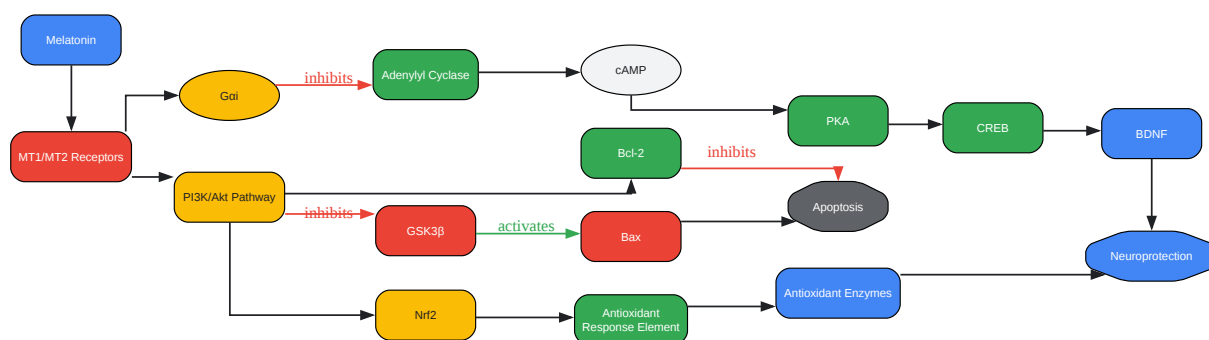 Melatonin
MT1/MT2 Receptors
Gαi
inhibits
Adenylyl Cyclase
cAMP
PKA
CREB
BDNF
Bcl-2
inhibits
PI3K/Akt Pathway
inhibits
GSK3β
activates
Bax
Apoptosis
Neuroprotection
Nrf2
Antioxidant
Response Element
Antioxidant Enzymes